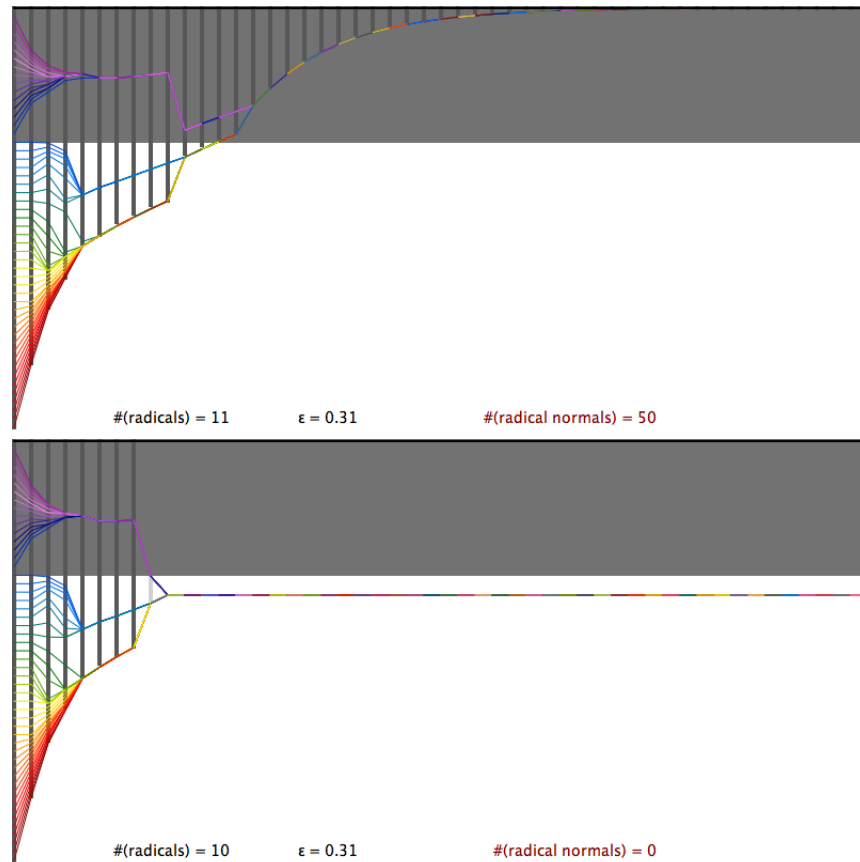 #(radicals) = 11 ε = 0.31 #(radical normals) = 50
#(radicals) = 10 ε = 0.31 #(radical normals) = 0